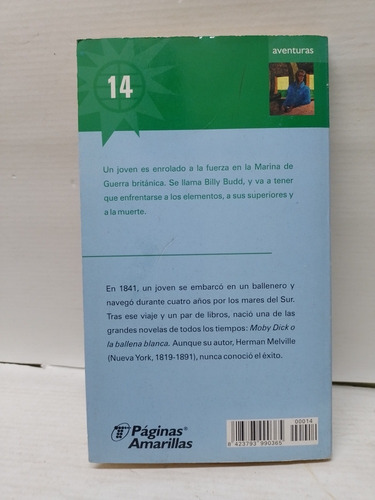 aventuras
14
Un joven es enrolado a la fuerza en la Marina de
Guerra británica. Se llama Billy Budd, y va a tener
que enfrentarse a los elementos, a sus superiores y
a la muerte.
En 1841, un joven se embarcó en un ballenero y
navegó durante cuatro años por los mares del Sur.
Tras ese viaje y un par de libros, nació una de las
grandes novelas de todos los tiempos: Moby Dick o
la ballena blanca. Aunque su autor, Herman Melville
(Nueva York, 1819-1891), nunca conoció el éxito.
Páginas®
Amarillas
00014
8 423793 990385